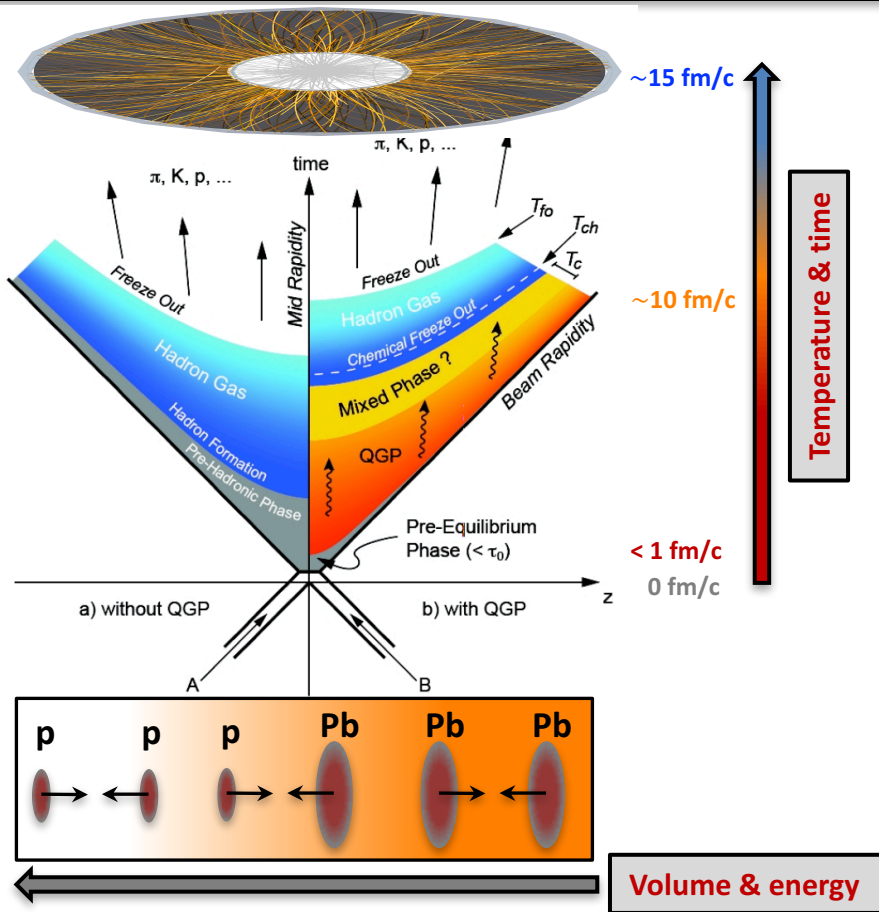 ~15 fm/c
π, K, p, ...
time
π, K, p, ...
Mid Rapidity
T_fo
T_ch
T_c
Freeze Out
Freeze Out
Hadron Gas
Chemical Freeze Out
~10 fm/c
Temperature & time
Hadron Gas
Mixed Phase ?
Beam Rapidity
Hadron Formation
Pre-Hadronic Phase
QGP
Pre-Equilibrium
Phase (< τ₀)
< 1 fm/c
0 fm/c
a) without QGP
b) with QGP
z
A
B
p p p Pb Pb Pb
Volume & energy